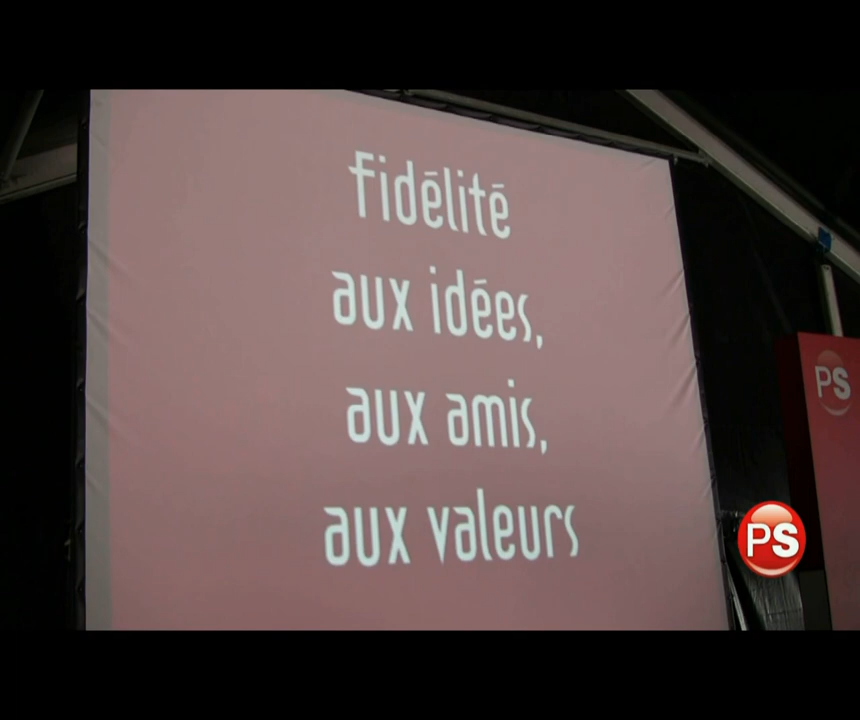 fidélité
aux idées,
aux amis,
aux valeurs
PS
PS